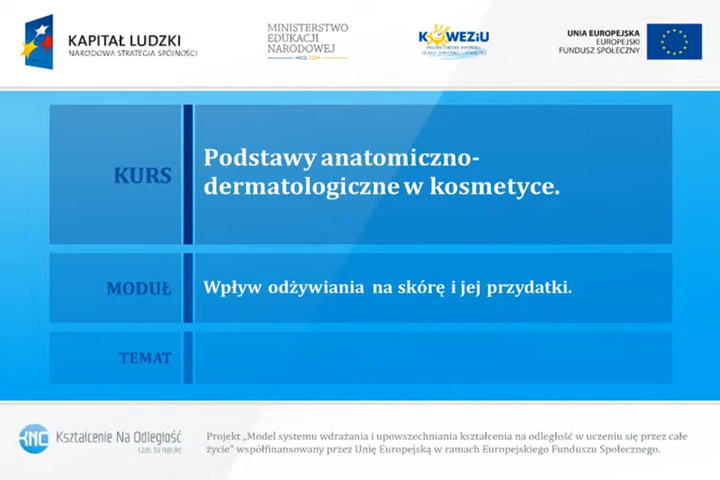 KAPITAŁ LUDZKI
NARODOWA STRATEGIA SPÓJNOŚCI
MINISTERSTWO
EDUKACJI
NARODOWEJ
KOWEZiU
UNIA EUROPEJSKA
EUROPEJSKI
FUNDUSZ SPOŁECZNY
KURS
Podstawy anatomiczno-
dermatologiczne w kosmetyce.
MODUŁ
Wpływ odżywiania na skórę i jej przydatki.
TEMAT
KNO
Kształcenie Na Odległość
czas na naukę
Projekt „Model systemu wdrażania i upowszechniania kształcenia na odległość w uczeniu się przez całe
życie” współfinansowany przez Unię Europejską w ramach Europejskiego Funduszu Społecznego.